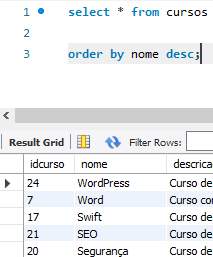 1 select * from cursos
2
3 order by nome desc;
Result Grid Filter Rows:
idcurso nome descrica
24 WordPress Curso de
7 Word Curso co
17 Swift Curso de
21 SEO Curso de
20 Segurança Curso de